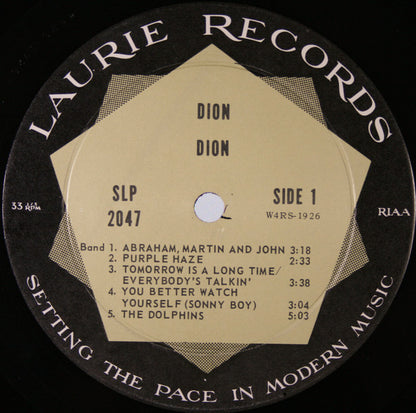 LAURIE RECORDS
DION
DION
SLP
2047
SIDE 1
W4RS-1926
33 RPM
RIAA
Band 1. ABRAHAM, MARTIN AND JOHN 3:18
2. PURPLE HAZE 2:33
3. TOMORROW IS A LONG TIME/
EVERYBODY'S TALKIN' 3:38
4. YOU BETTER WATCH
YOURSELF (SONNY BOY) 3:04
5. THE DOLPHINS 5:03
SETTING THE PACE IN MODERN MUSIC